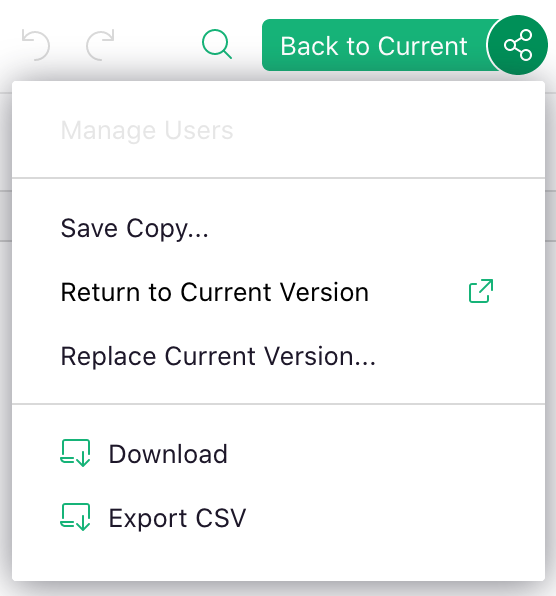 Back to Current
Manage Users
Save Copy...
Return to Current Version
Replace Current Version...
Download
Export CSV